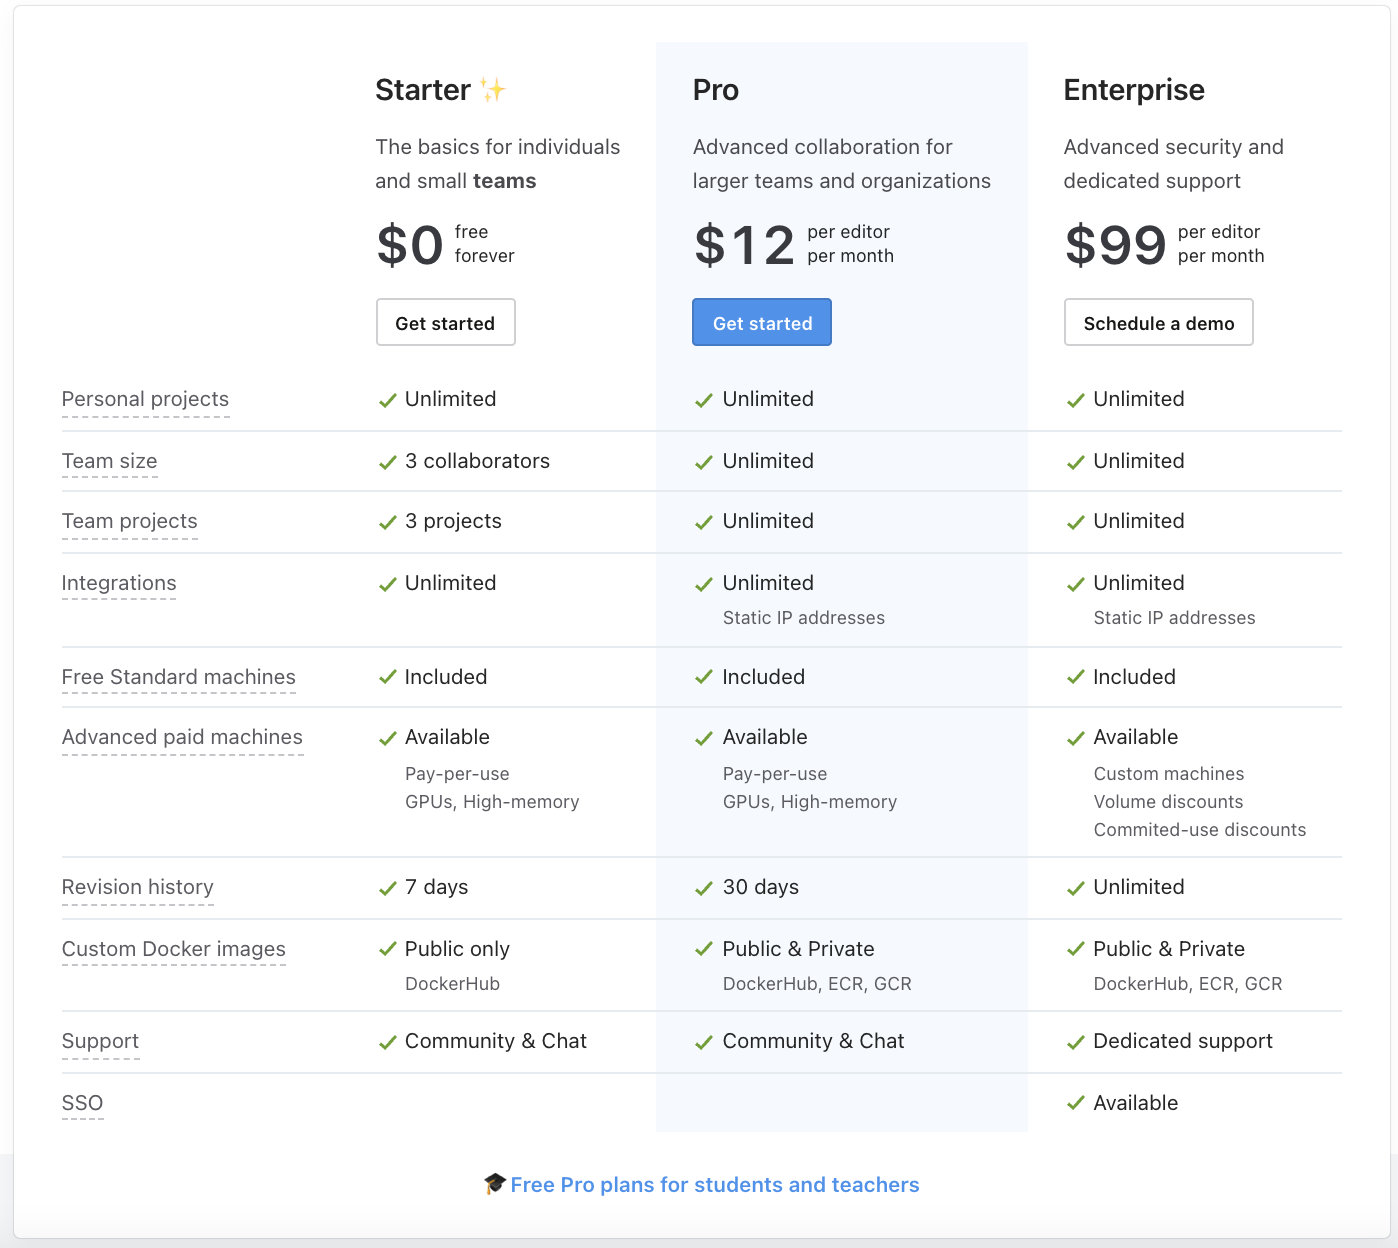 Starter ✨
The basics for individuals
and small teams
$0 free
forever
Get started
Pro
Advanced collaboration for
larger teams and organizations
$12 per editor
per month
Get started
Enterprise
Advanced security and
dedicated support
$99 per editor
per month
Schedule a demo
Personal projects Unlimited Unlimited Unlimited
Team size 3 collaborators Unlimited Unlimited
Team projects 3 projects Unlimited Unlimited
Integrations Unlimited Unlimited Unlimited
Static IP addresses Static IP addresses
Free Standard machines Included Included Included
Advanced paid machines Available Available Available
Pay-per-use Pay-per-use Custom machines
GPUs, High-memory GPUs, High-memory Volume discounts
Commited-use discounts
Revision history 7 days 30 days Unlimited
Custom Docker images Public only Public & Private Public & Private
DockerHub DockerHub, ECR, GCR DockerHub, ECR, GCR
Support Community & Chat Community & Chat Dedicated support
SSO Available
🎓Free Pro plans for students and teachers